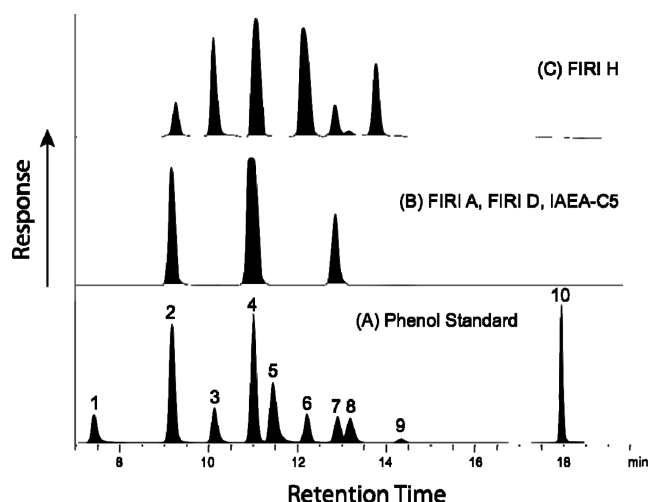 (C) FIRI H
Response
(B) FIRI A, FIRI D, IAEA-C5
(A) Phenol Standard
1 2 3 4 5 6 7 8 9 10
8 10 12 14 16 18 min
Retention Time